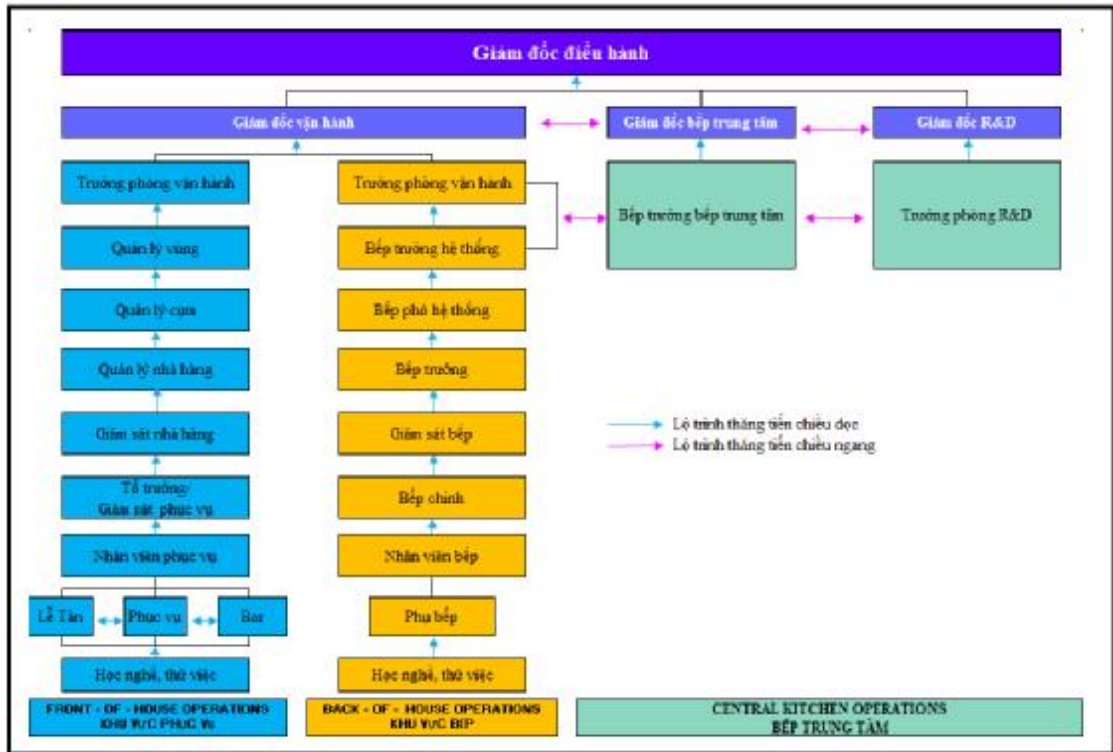 Giám đốc điều hành
Giám đốc vận hành
Giám đốc bếp trung tâm
Giám đốc R&D
Trưởng phòng vận hành
Trưởng phòng vận hành
Bếp trưởng bếp trung tâm
Trưởng phòng R&D
Quản lý vùng
Bếp trưởng hệ thống
Quản lý cụm
Bếp phó hệ thống
Quản lý nhà hàng
Bếp trưởng
Giám sát nhà hàng
Giám sát bếp
Lộ trình thăng tiến chiều dọc
Lộ trình thăng tiến chiều ngang
Tổ trưởng/
Giám sát phục vụ
Bếp chính
Nhân viên phục vụ
Nhân viên bếp
Lễ Tân
Phục vụ
Bar
Phụ bếp
Học nghề, thử việc
Học nghề, thử việc
FRONT - OF - HOUSE OPERATIONS
KHU VỰC PHỤC VỤ
BACK - OF - HOUSE OPERATIONS
KHU VỰC BẾP
CENTRAL KITCHEN OPERATIONS
BẾP TRUNG TÂM